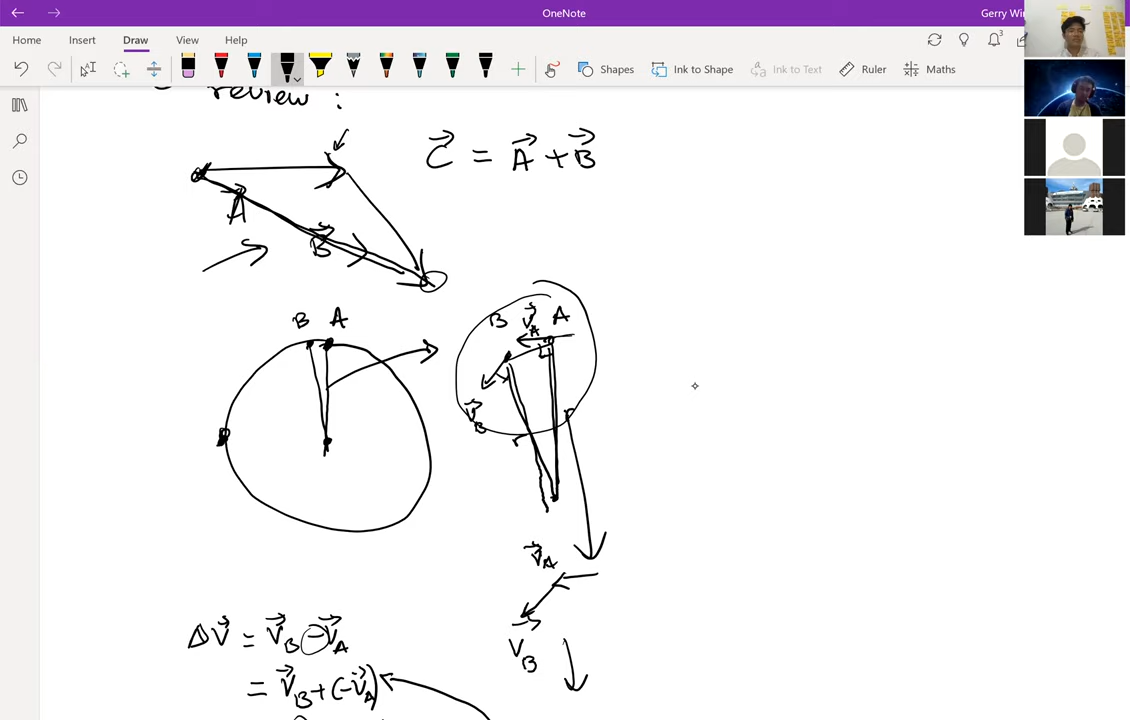 OneNote
Gerry Win
Home Insert Draw View Help
Shapes Ink to Shape Ink to Text Ruler Maths
review :
C⃗ = A⃗ + B⃗
A⃗
B⃗
B A
B V⃗A A
V⃗B
r r
V⃗A
VB
ΔV⃗ = V⃗B − V⃗A
= V⃗B + (−V⃗A)